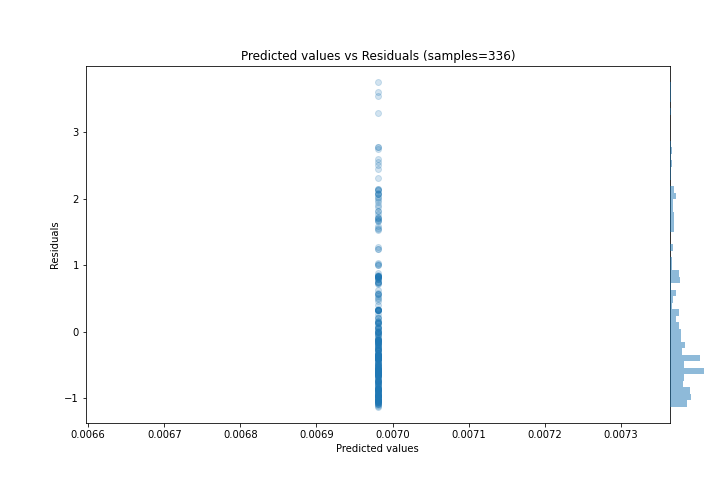 Predicted values vs Residuals (samples=336)
Residuals
3
2
1
0
−1
0.0066 0.0067 0.0068 0.0069 0.0070 0.0071 0.0072 0.0073
Predicted values